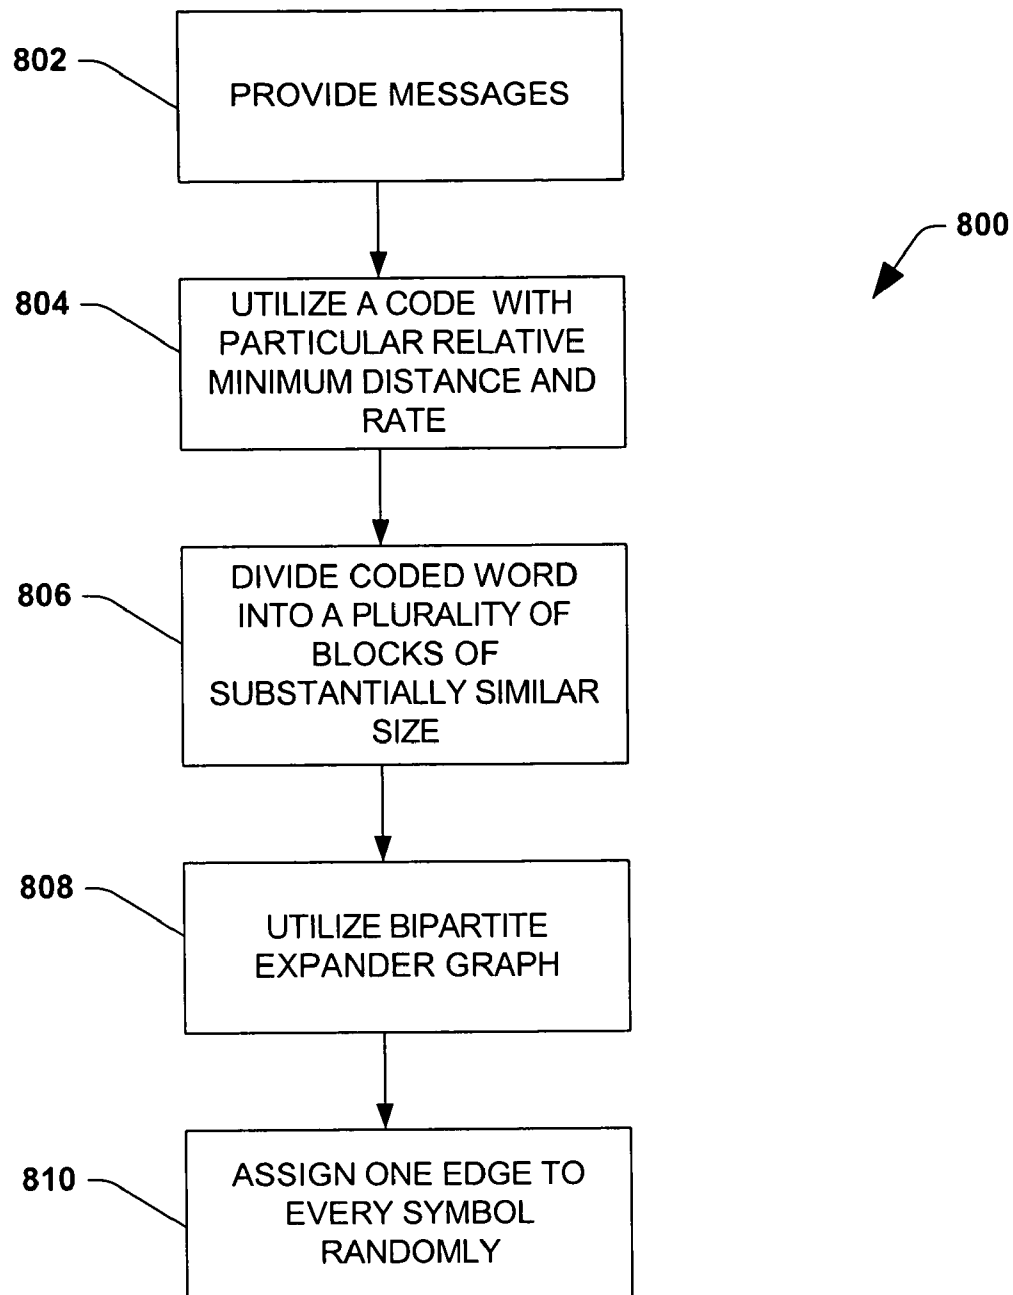 802
PROVIDE MESSAGES
800
804
UTILIZE A CODE WITH
PARTICULAR RELATIVE
MINIMUM DISTANCE AND
RATE
806
DIVIDE CODED WORD
INTO A PLURALITY OF
BLOCKS OF
SUBSTANTIALLY SIMILAR
SIZE
808
UTILIZE BIPARTITE
EXPANDER GRAPH
810
ASSIGN ONE EDGE TO
EVERY SYMBOL
RANDOMLY